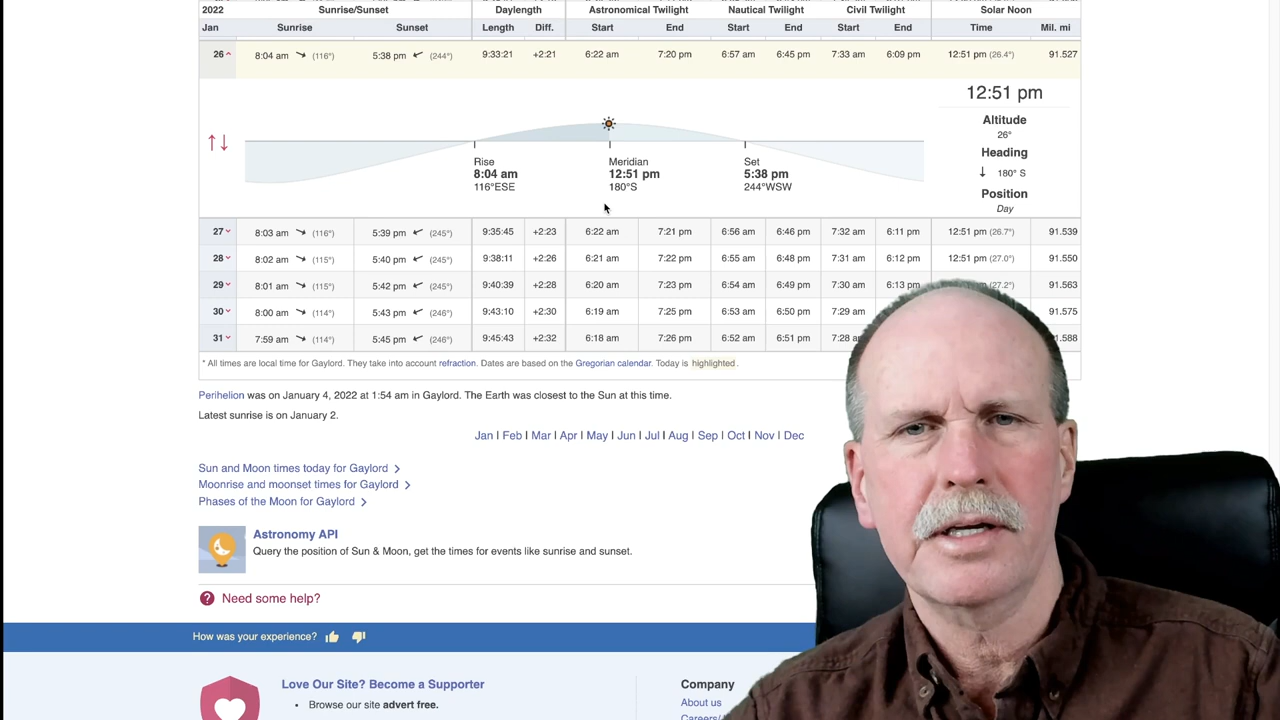 2022 Sunrise/Sunset Daylength Astronomical Twilight Nautical Twilight Civil Twilight Solar Noon
Jan Sunrise Sunset Length Diff. Start End Start End Start End Time Mil. mi
26 8:04 am (116°) 5:38 pm (244°) 9:33:21 +2:21 6:22 am 7:20 pm 6:57 am 6:45 pm 7:33 am 6:09 pm 12:51 pm (26.4°) 91.527
12:51 pm
Altitude
26°
Heading
↓ 180° S
Position
Day
↑↓
Rise
8:04 am
116°ESE
Meridian
12:51 pm
180°S
Set
5:38 pm
244°WSW
27 8:03 am (116°) 5:39 pm (245°) 9:35:45 +2:23 6:22 am 7:21 pm 6:56 am 6:46 pm 7:32 am 6:11 pm 12:51 pm (26.7°) 91.539
28 8:02 am (115°) 5:40 pm (245°) 9:38:11 +2:26 6:21 am 7:22 pm 6:55 am 6:48 pm 7:31 am 6:12 pm 12:51 pm (27.0°) 91.550
29 8:01 am (115°) 5:42 pm (245°) 9:40:39 +2:28 6:20 am 7:23 pm 6:54 am 6:49 pm 7:30 am 6:13 pm (27.2°) 91.563
30 8:00 am (114°) 5:43 pm (246°) 9:43:10 +2:30 6:19 am 7:25 pm 6:53 am 6:50 pm 7:29 am 91.575
31 7:59 am (114°) 5:45 pm (246°) 9:45:43 +2:32 6:18 am 7:26 pm 6:52 am 6:51 pm 7:28 1.588
* All times are local time for Gaylord. They take into account refraction. Dates are based on the Gregorian calendar. Today is highlighted.
Perihelion was on January 4, 2022 at 1:54 am in Gaylord. The Earth was closest to the Sun at this time.
Latest sunrise is on January 2.
Jan | Feb | Mar | Apr | May | Jun | Jul | Aug | Sep | Oct | Nov | Dec
Sun and Moon times today for Gaylord
Moonrise and moonset times for Gaylord
Phases of the Moon for Gaylord
Astronomy API
Query the position of Sun & Moon, get the times for events like sunrise and sunset.
? Need some help?
How was your experience?
Love Our Site? Become a Supporter
• Browse our site advert free.
Company
About us